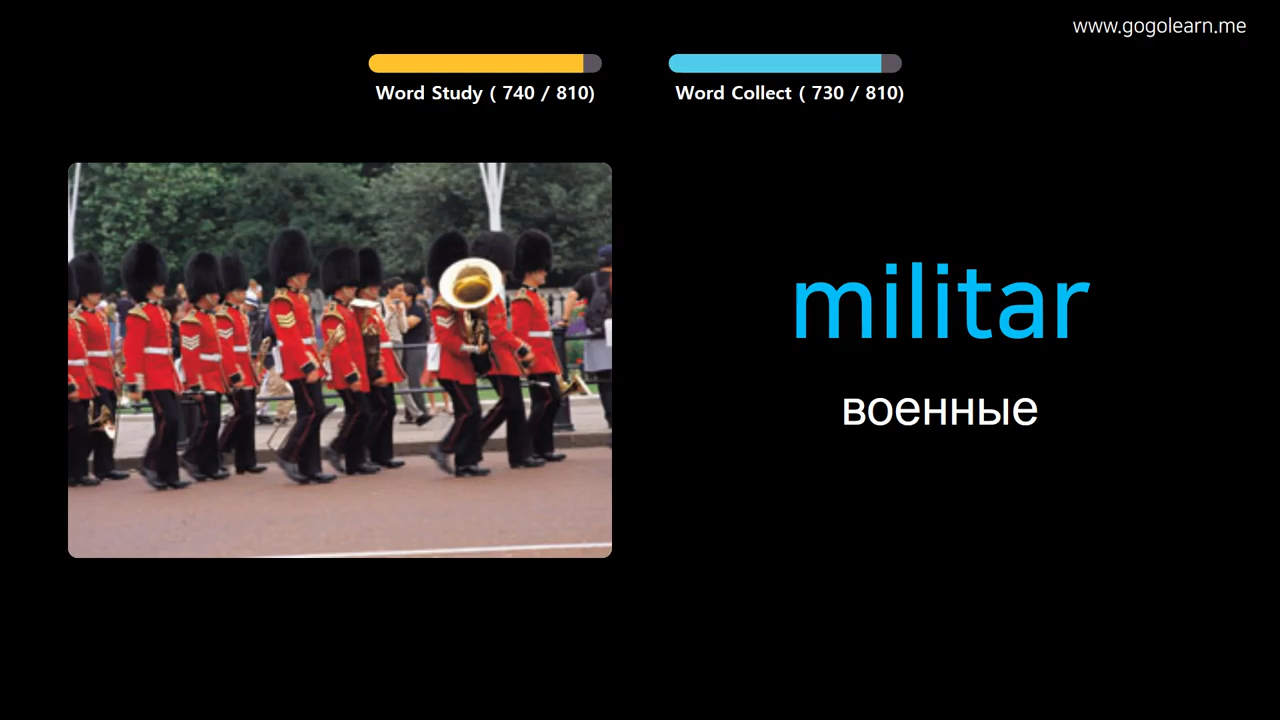 www.gogolearn.me
Word Study ( 740 / 810)
Word Collect ( 730 / 810)
militar
военные